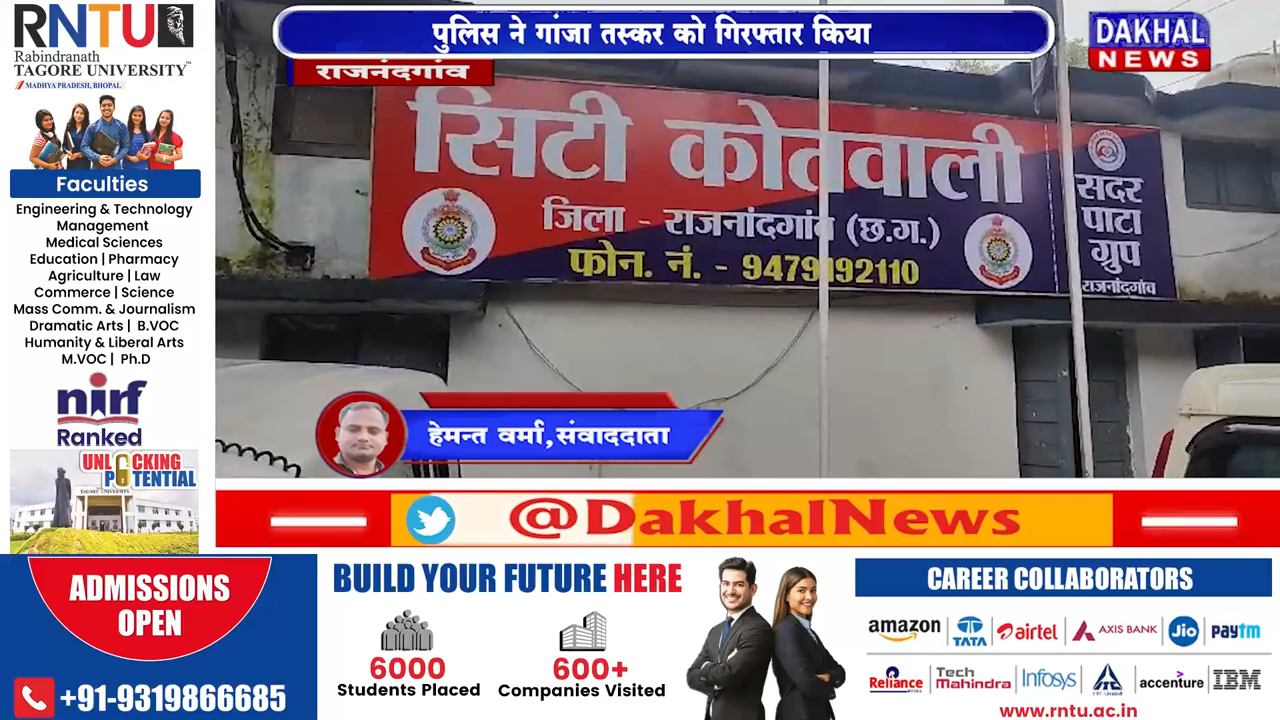 RNTU
Rabindranath
TAGORE UNIVERSITY
MADHYA PRADESH, BHOPAL
Faculties
Engineering & Technology
Management
Medical Sciences
Education | Pharmacy
Agriculture | Law
Commerce | Science
Mass Comm. & Journalism
Dramatic Arts | B.VOC
Humanity & Liberal Arts
M.VOC | Ph.D
nirf
Ranked
UNLOCKING
POTENTIAL
TAGORE UNIVERSITY
पुलिस ने गांजा तस्कर को गिरफ्तार किया
राजनंदगांव
DAKHAL
NEWS
सिटी कोतवाली
जिला - राजनांदगांव (छ.ग.)
फोन. नं. - 9479192110
सदर
पाटा
ग्रुप
राजनांदगाँव
हेमन्त वर्मा,संवाददाता
@DakhalNews
ADMISSIONS
OPEN
+91-9319866685
BUILD YOUR FUTURE HERE
6000
Students Placed
600+
Companies Visited
CAREER COLLABORATORS
amazon TATA airtel AXIS BANK Jio paytm
Reliance Tech Mahindra Infosys accenture IBM
www.rntu.ac.in